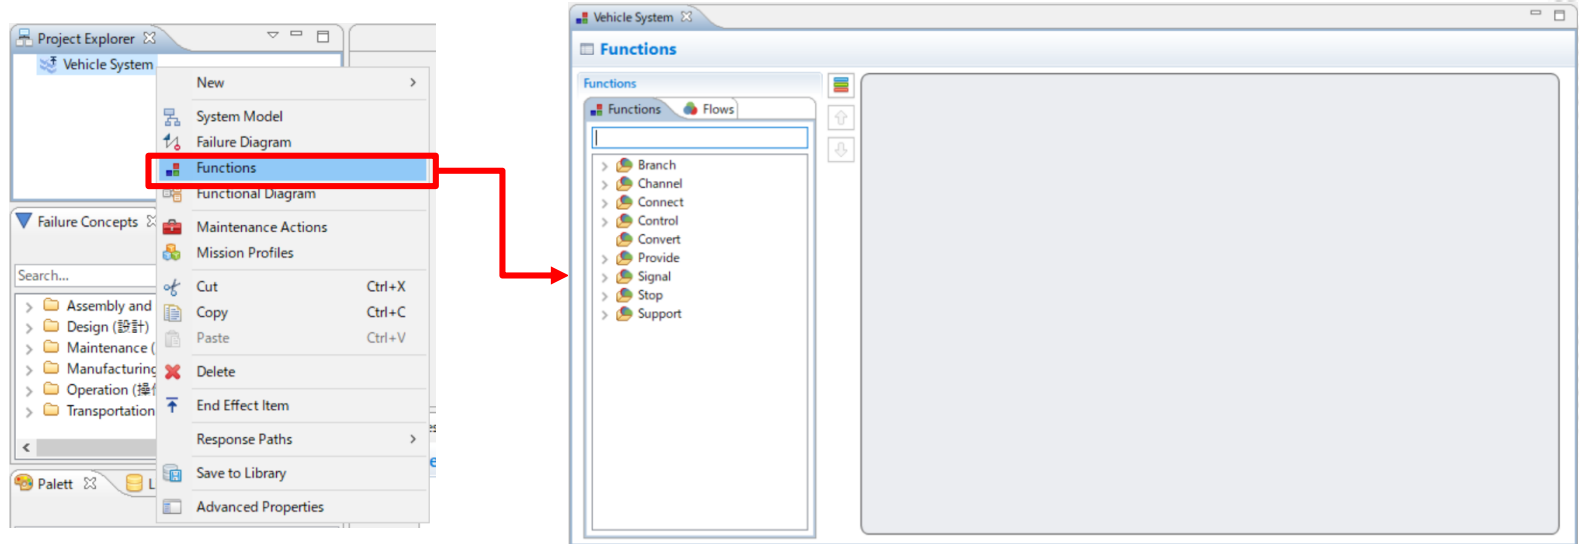 Project Explorer
Vehicle System
New
System Model
Failure Diagram
Functions
Functional Diagram
Maintenance Actions
Mission Profiles
Cut Ctrl+X
Copy Ctrl+C
Paste Ctrl+V
Delete
End Effect Item
Response Paths
Save to Library
Advanced Properties
Failure Concepts
Search...
Assembly and
Design (設計)
Maintenance (
Manufacturing
Operation (操作
Transportation
Palett L
Vehicle System
Functions
Functions
Functions Flows
Branch
Channel
Connect
Control
Convert
Provide
Signal
Stop
Support